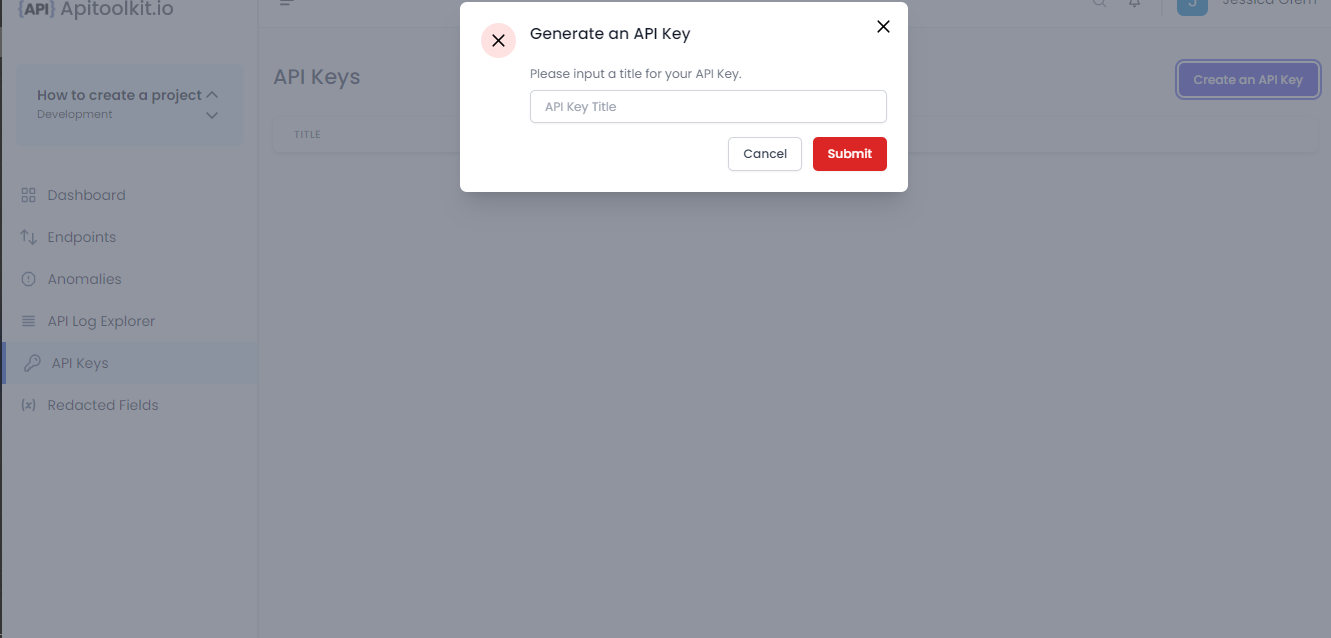 {API} Apitoolkit.io
How to create a project
Development
Dashboard
Endpoints
Anomalies
API Log Explorer
API Keys
(x) Redacted Fields
J Jessica
API Keys
Create an API Key
TITLE
Generate an API Key
Please input a title for your API Key.
API Key Title
Cancel Submit